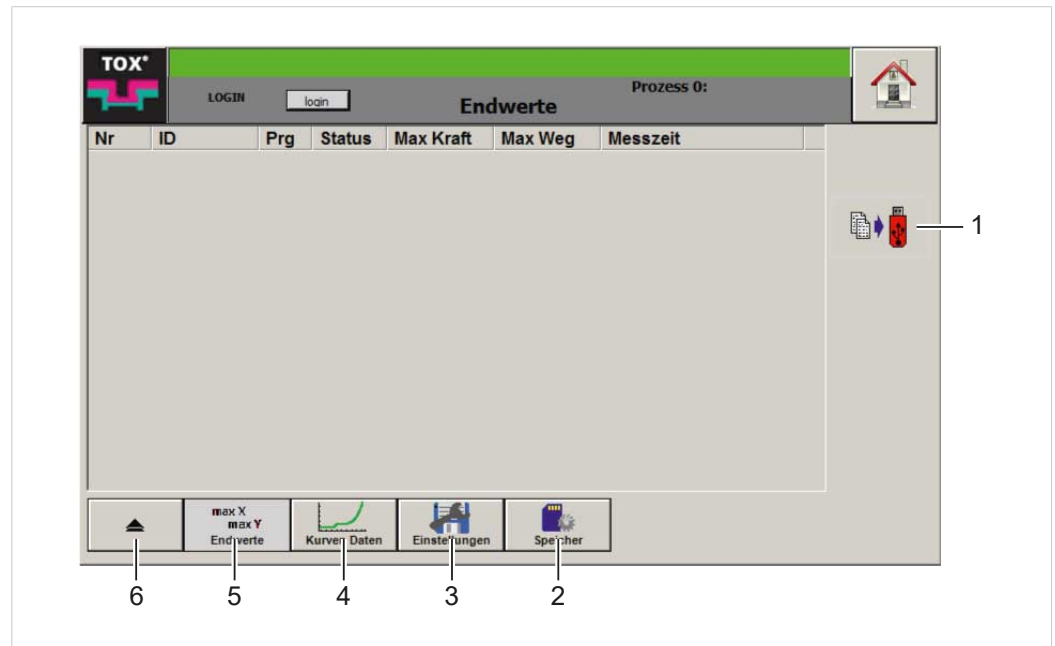 TOX®
LOGIN login Endwerte Prozess 0:
Nr ID Prg Status Max Kraft Max Weg Messzeit
1
max X
max Y
Endwerte Kurven Daten Einstellungen Speicher
6 5 4 3 2